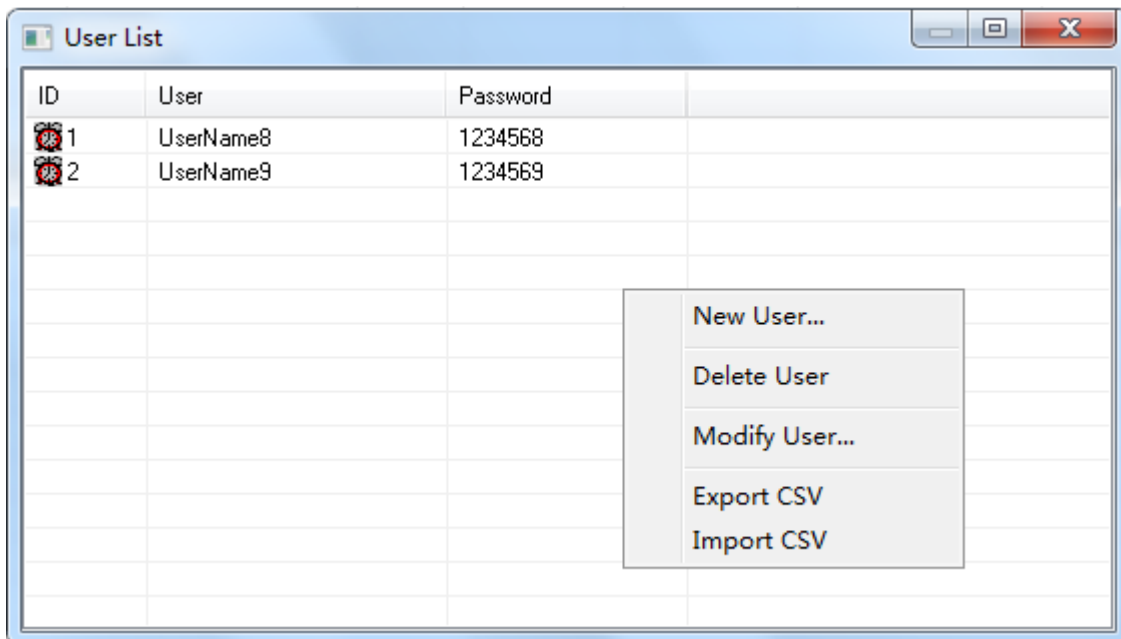 User List
ID User Password
1 UserName8 1234568
2 UserName9 1234569
New User...
Delete User
Modify User...
Export CSV
Import CSV